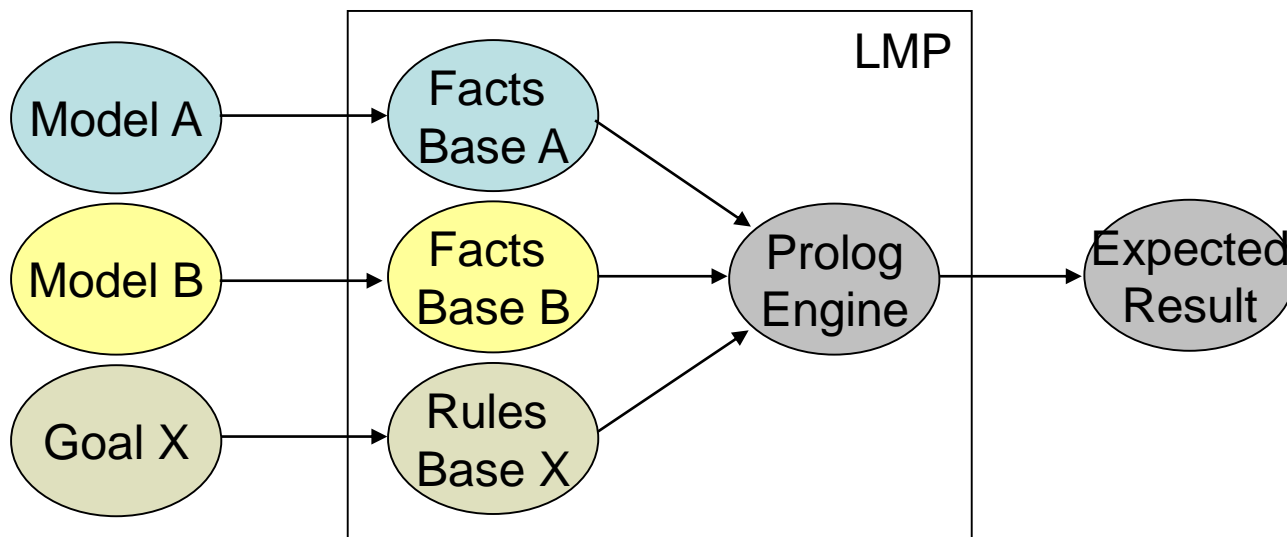 LMP
Model A
Facts
Base A
Model B
Facts
Base B
Prolog
Engine
Expected
Result
Goal X
Rules
Base X